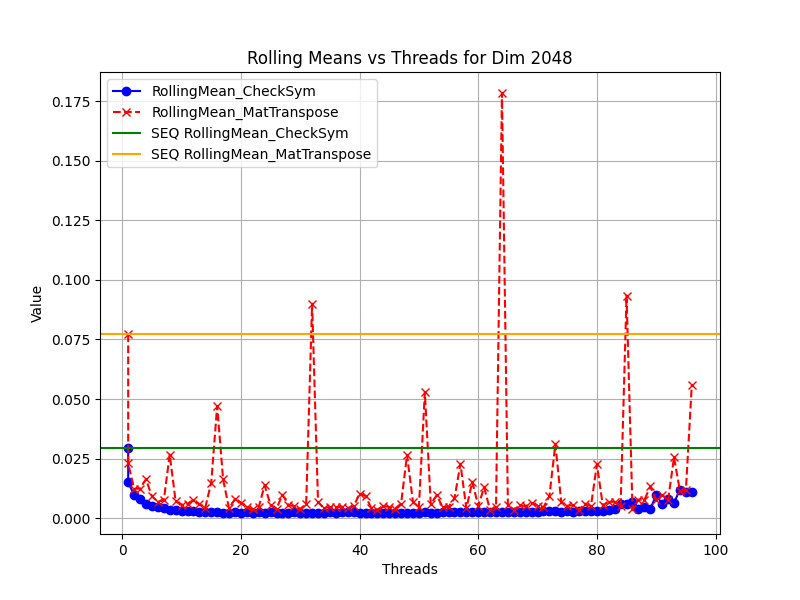 Rolling Means vs Threads for Dim 2048
RollingMean_CheckSym
RollingMean_MatTranspose
SEQ RollingMean_CheckSym
SEQ RollingMean_MatTranspose
0.175
0.150
0.125
0.100
0.075
0.050
0.025
0.000
Value
0 20 40 60 80 100
Threads